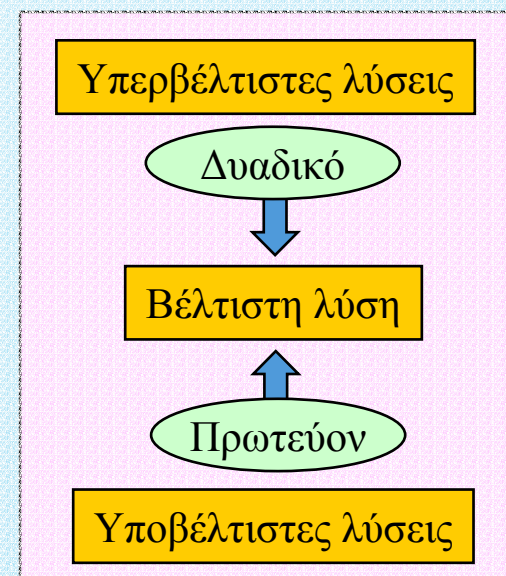 Υπερβέλτιστες λύσεις
Δυαδικό
Βέλτιστη λύση
Πρωτεύον
Υποβέλτιστες λύσεις